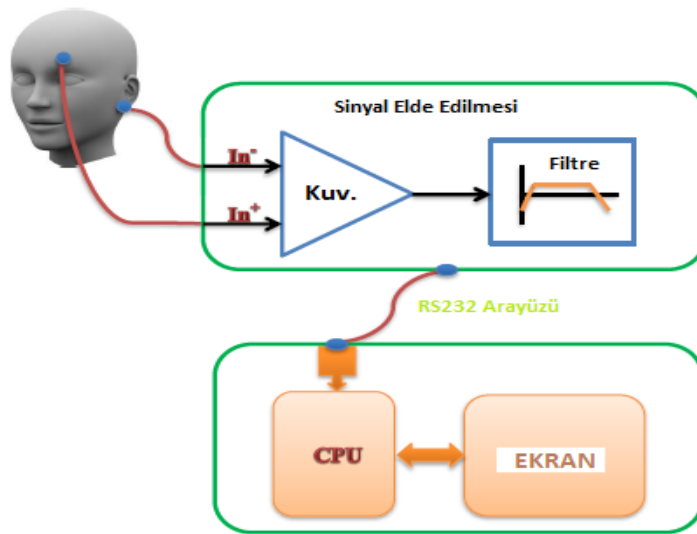 Sinyal Elde Edilmesi
In⁻
Filtre
Kuv.
In⁺
RS232 Arayüzü
CPU
EKRAN